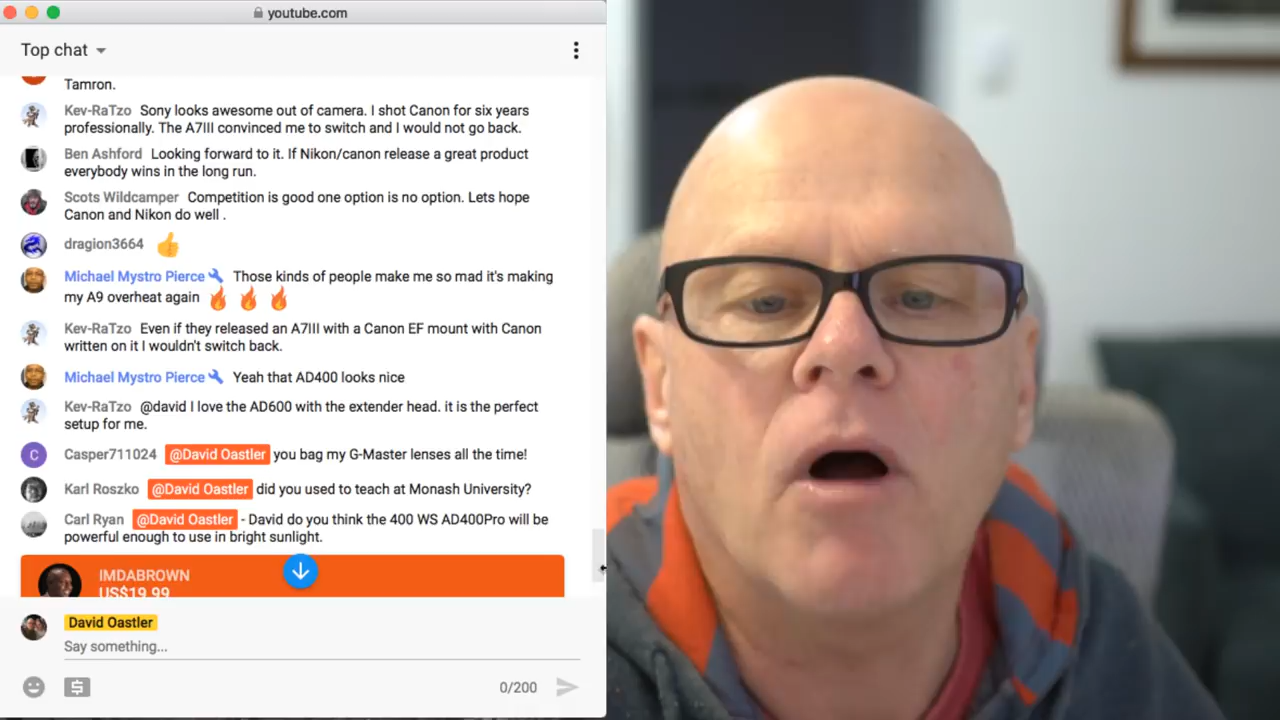 youtube.com
Top chat
Tamron.
Kev-RaTzo Sony looks awesome out of camera. I shot Canon for six years
professionally. The A7III convinced me to switch and I would not go back.
Ben Ashford Looking forward to it. If Nikon/canon release a great product
everybody wins in the long run.
Scots Wildcamper Competition is good one option is no option. Lets hope
Canon and Nikon do well .
dragion3664 👍
Michael Mystro Pierce Those kinds of people make me so mad it's making
my A9 overheat again 🔥 🔥 🔥
Kev-RaTzo Even if they released an A7III with a Canon EF mount with Canon
written on it I wouldn't switch back.
Michael Mystro Pierce Yeah that AD400 looks nice
Kev-RaTzo @david I love the AD600 with the extender head. it is the perfect
setup for me.
C
Casper711024 @David Oastler you bag my G-Master lenses all the time!
Karl Roszko @David Oastler did you used to teach at Monash University?
Carl Ryan @David Oastler - David do you think the 400 WS AD400Pro will be
powerful enough to use in bright sunlight.
IMDABROWN
US$19.99
David Oastler
Say something...
0/200